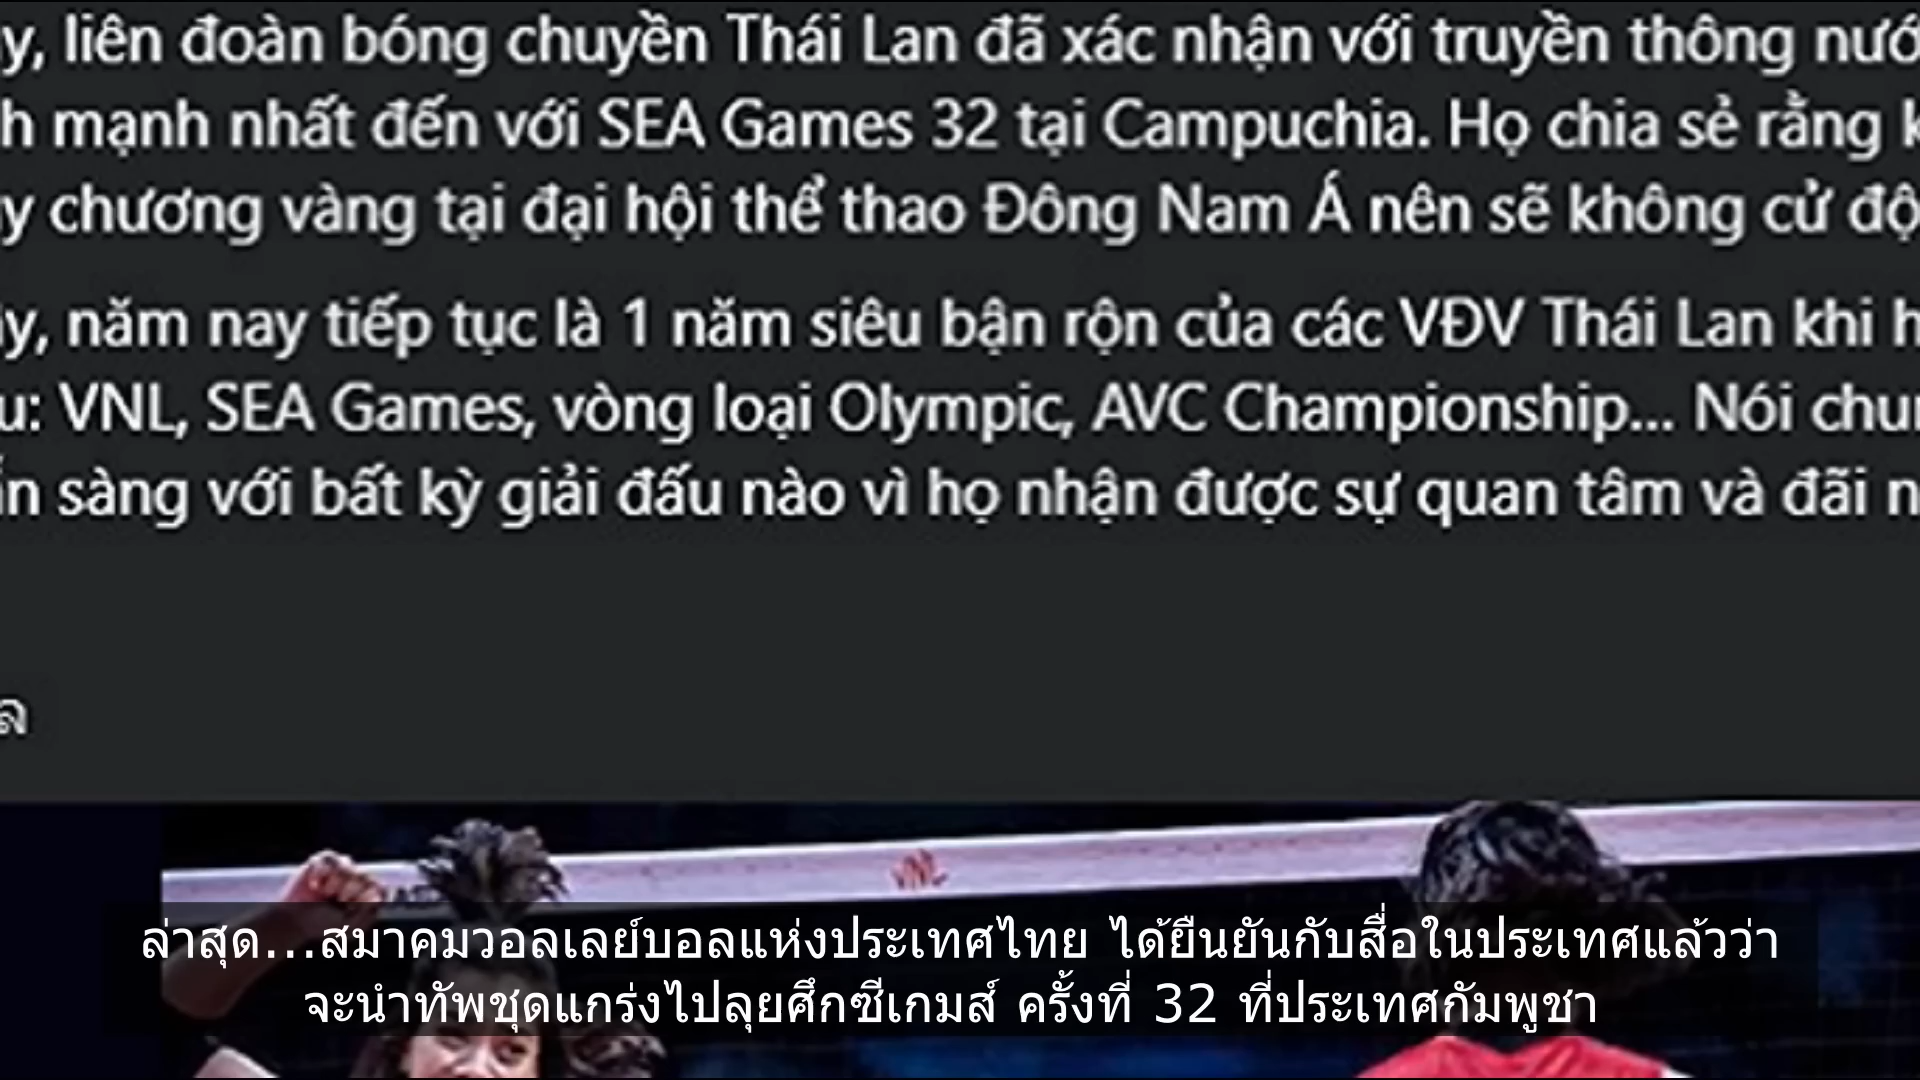 y, liên đoàn bóng chuyền Thái Lan đã xác nhận với truyền thông nướ
h mạnh nhất đến với SEA Games 32 tại Campuchia. Họ chia sẻ rằng k
y chương vàng tại đại hội thể thao Đông Nam Á nên sẽ không cử độ
y, năm nay tiếp tục là 1 năm siêu bận rộn của các VĐV Thái Lan khi h
u: VNL, SEA Games, vòng loại Olympic, AVC Championship... Nói chu
n sàng với bất kỳ giải đấu nào vì họ nhận được sự quan tâm và đãi n
ล
ล่าสุด...สมาคมวอลเลย์บอลแห่งประเทศไทย ได้ยืนยันกับสื่อในประเทศแล้วว่า
จะนำทัพชุดแกร่งไปลุยศึกซีเกมส์ ครั้งที่ 32 ที่ประเทศกัมพูชา